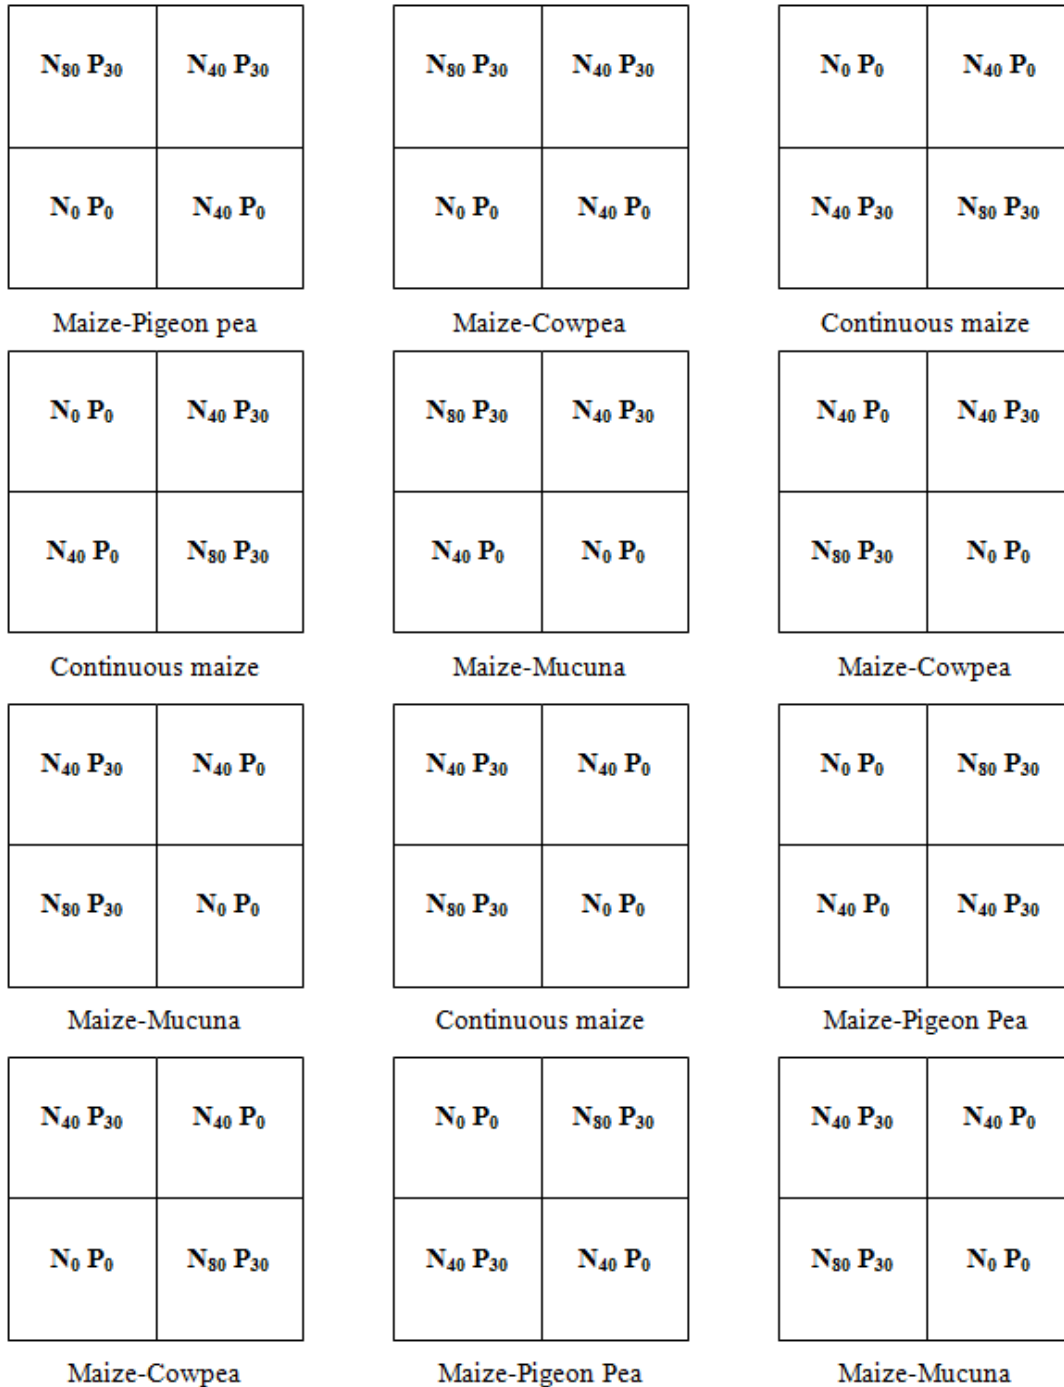 N₈₀ P₃₀ N₄₀ P₃₀ N₈₀ P₃₀ N₄₀ P₃₀ N₀ P₀ N₄₀ P₀
N₀ P₀ N₄₀ P₀ N₀ P₀ N₄₀ P₀ N₄₀ P₃₀ N₈₀ P₃₀
Maize-Pigeon pea Maize-Cowpea Continuous maize
N₀ P₀ N₄₀ P₃₀ N₈₀ P₃₀ N₄₀ P₃₀ N₄₀ P₀ N₄₀ P₃₀
N₄₀ P₀ N₈₀ P₃₀ N₄₀ P₀ N₀ P₀ N₈₀ P₃₀ N₀ P₀
Continuous maize Maize-Mucuna Maize-Cowpea
N₄₀ P₃₀ N₄₀ P₀ N₄₀ P₃₀ N₄₀ P₀ N₀ P₀ N₈₀ P₃₀
N₈₀ P₃₀ N₀ P₀ N₈₀ P₃₀ N₀ P₀ N₄₀ P₀ N₄₀ P₃₀
Maize-Mucuna Continuous maize Maize-Pigeon Pea
N₄₀ P₃₀ N₄₀ P₀ N₀ P₀ N₈₀ P₃₀ N₄₀ P₃₀ N₄₀ P₀
N₀ P₀ N₈₀ P₃₀ N₄₀ P₃₀ N₄₀ P₀ N₈₀ P₃₀ N₀ P₀
Maize-Cowpea Maize-Pigeon Pea Maize-Mucuna